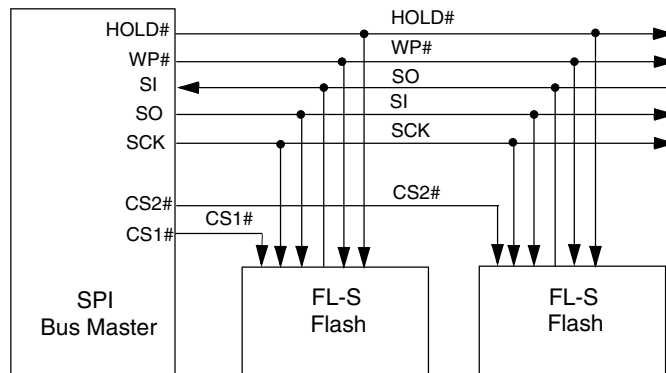 HOLD#
HOLD#
WP#
WP#
SI
SO
SO
SI
SCK
SCK
CS2#
CS2#
CS1#
CS1#
SPI
Bus Master
FL-S
Flash
FL-S
Flash